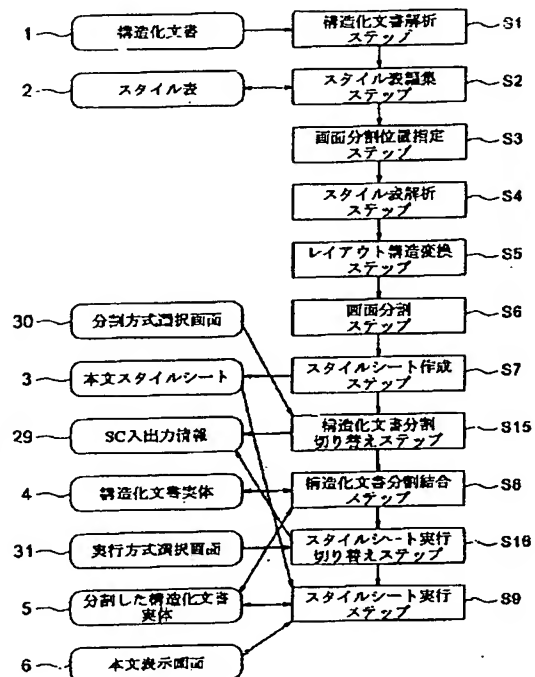 1 構造化文書
構造化文書解析
ステップ S1
2 スタイル表
スタイル表編集
ステップ S2
画面分割位置指定
ステップ S3
スタイル表解析
ステップ S4
レイアウト構造変換
ステップ S5
画面分割
ステップ S6
30 分割方式選択画面
3 本文スタイルシート
スタイルシート作成
ステップ S7
29 SC入出力情報
構造化文書分割
切り替えステップ S15
4 構造化文書実体
構造化文書分割結合
ステップ S8
31 実行方式選択画面
スタイルシート実行
切り替えステップ S16
5 分割した構造化文書
実体
スタイルシート実行
ステップ S9
6 本文表示画面